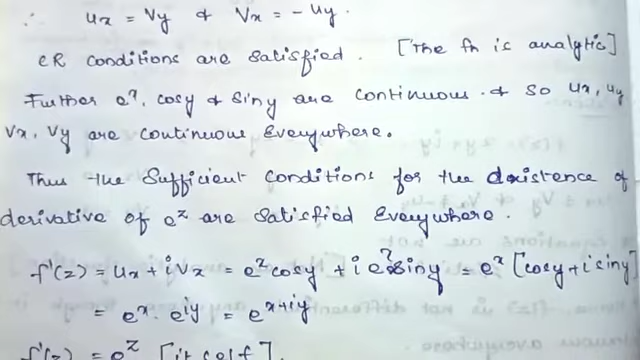 ∴ ux = Vy & Vx = - uy.
CR conditions are satisfied. [The fn is analytic]
Further e^x, cosy & siny are continuous & so ux, uy
Vx, Vy are continuous everywhere.
Thus the sufficient conditions for the existence of
derivative of e^z are satisfied everywhere.
f'(z) = ux + iVx = e^x cosy + i e^x siny = e^x [cosy + i siny]
= e^x. e^iy = e^x+iy
f'(z) = e^z [itself].